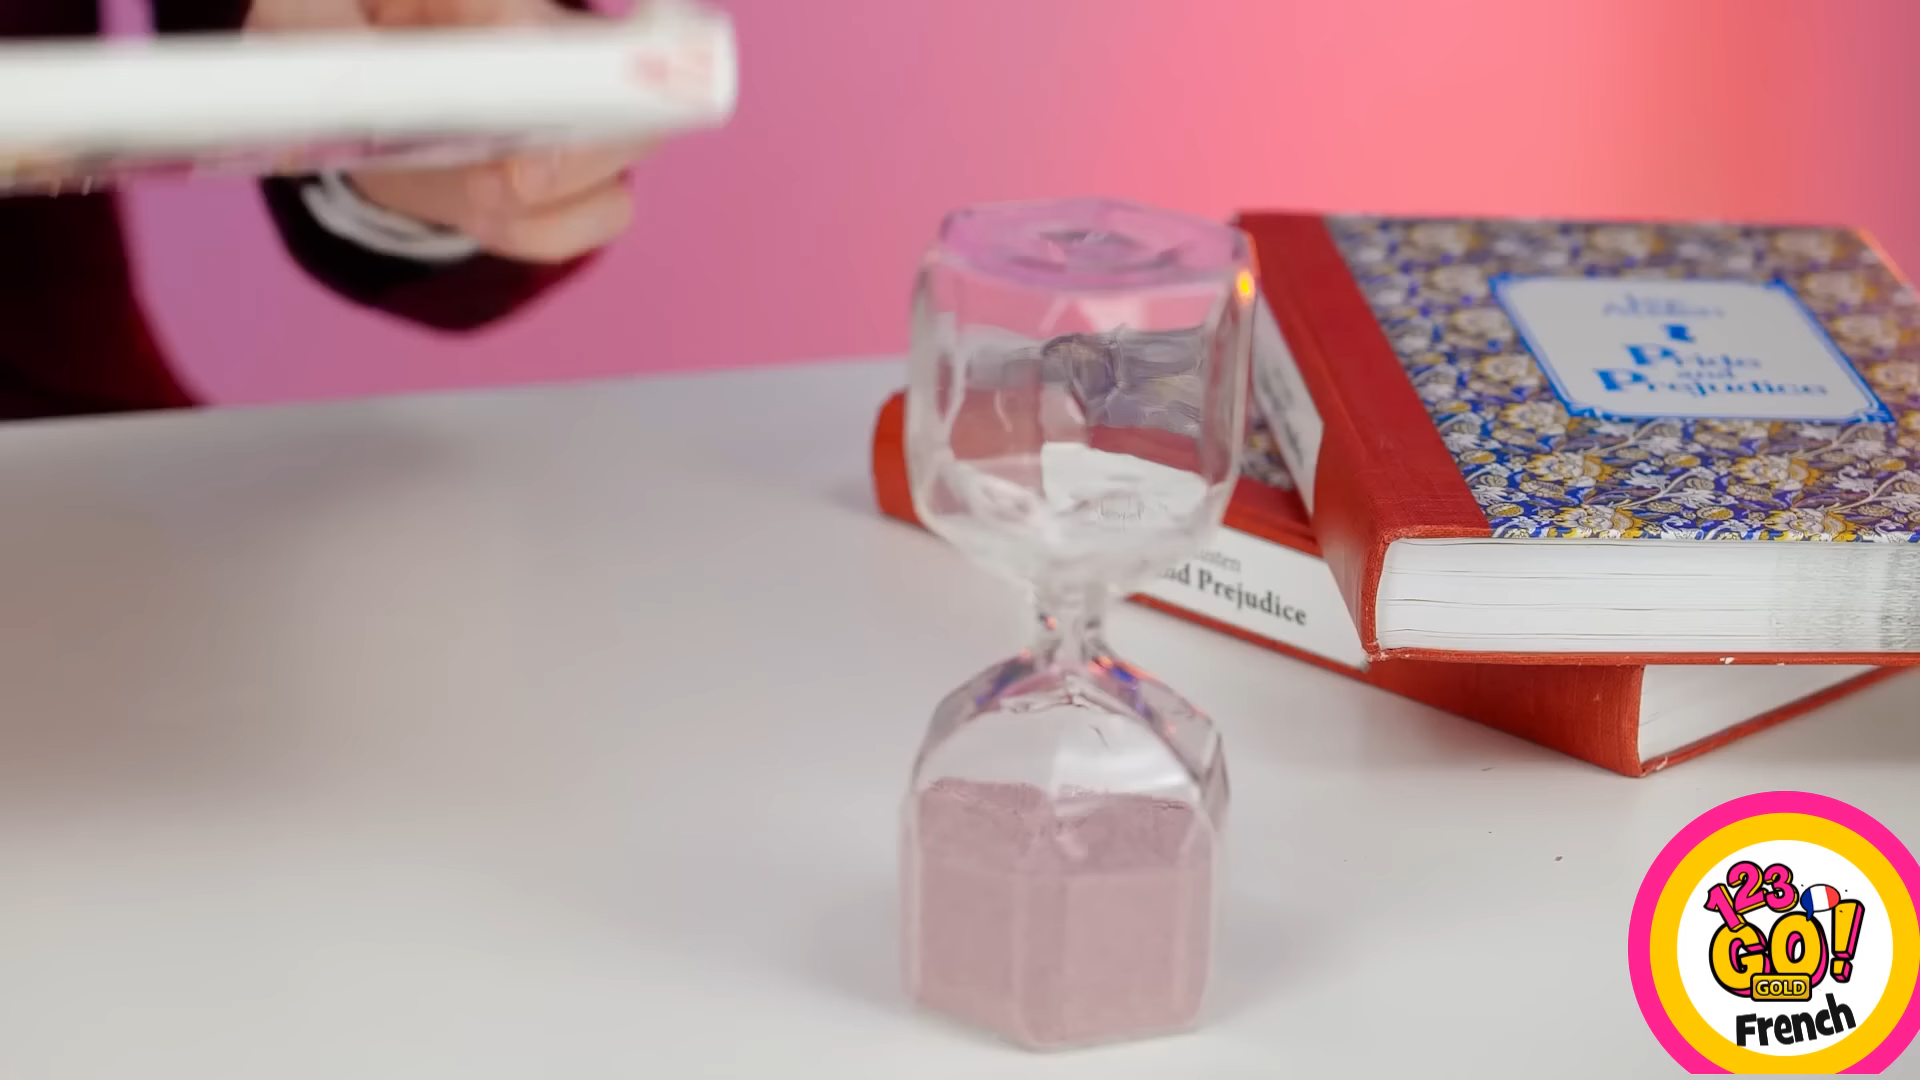 Pride
and
Prejudice
nd Prejudice
123
GO!
GOLD
French